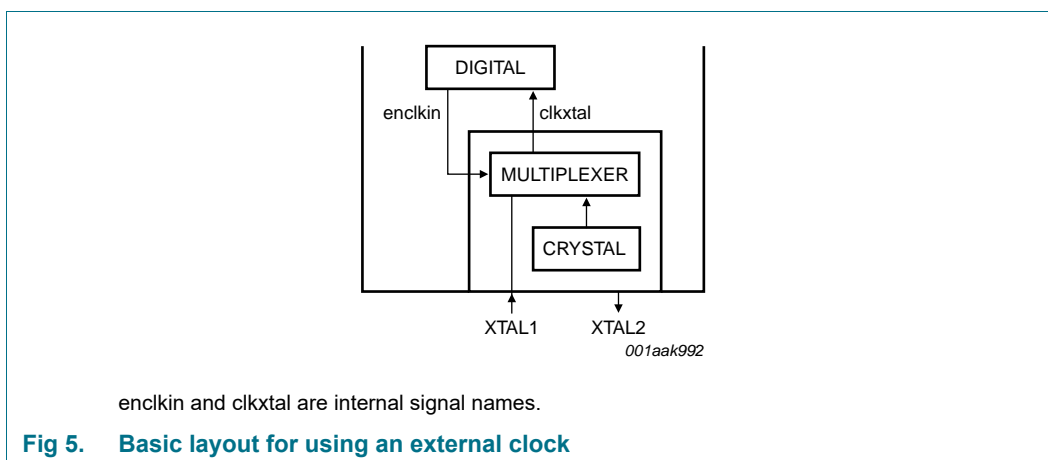 DIGITAL
enclkin
clkxtal
MULTIPLEXER
CRYSTAL
XTAL1
XTAL2
001aak992
enclkin and clkxtal are internal signal names.
Fig 5. Basic layout for using an external clock